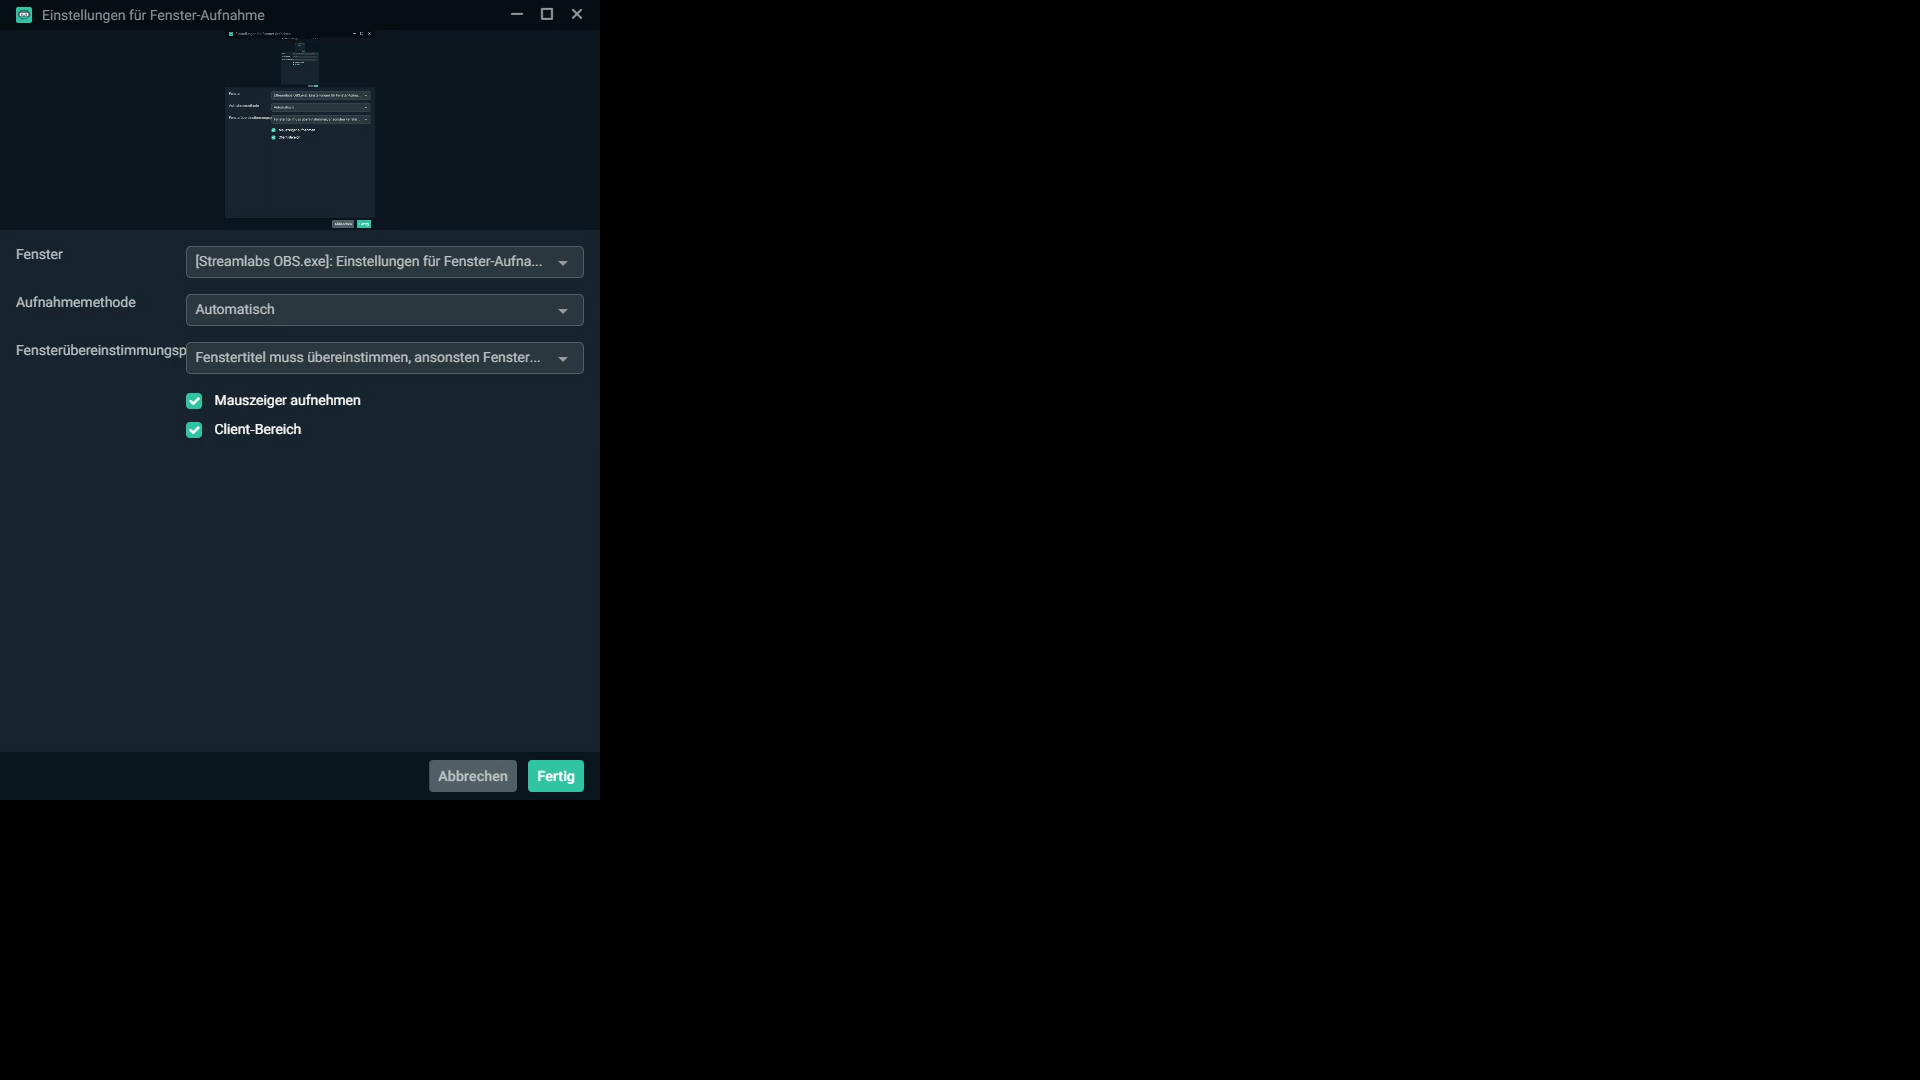 Einstellungen für Fenster-Aufnahme
Fenster
[Streamlabs OBS.exe]: Einstellungen für Fenster-Aufna...
Aufnahmemethode
Automatisch
Fensterübereinstimmungsp
Fenstertitel muss übereinstimmen, ansonsten Fenster...
Mauszeiger aufnehmen
Client-Bereich
Abbrechen
Fertig